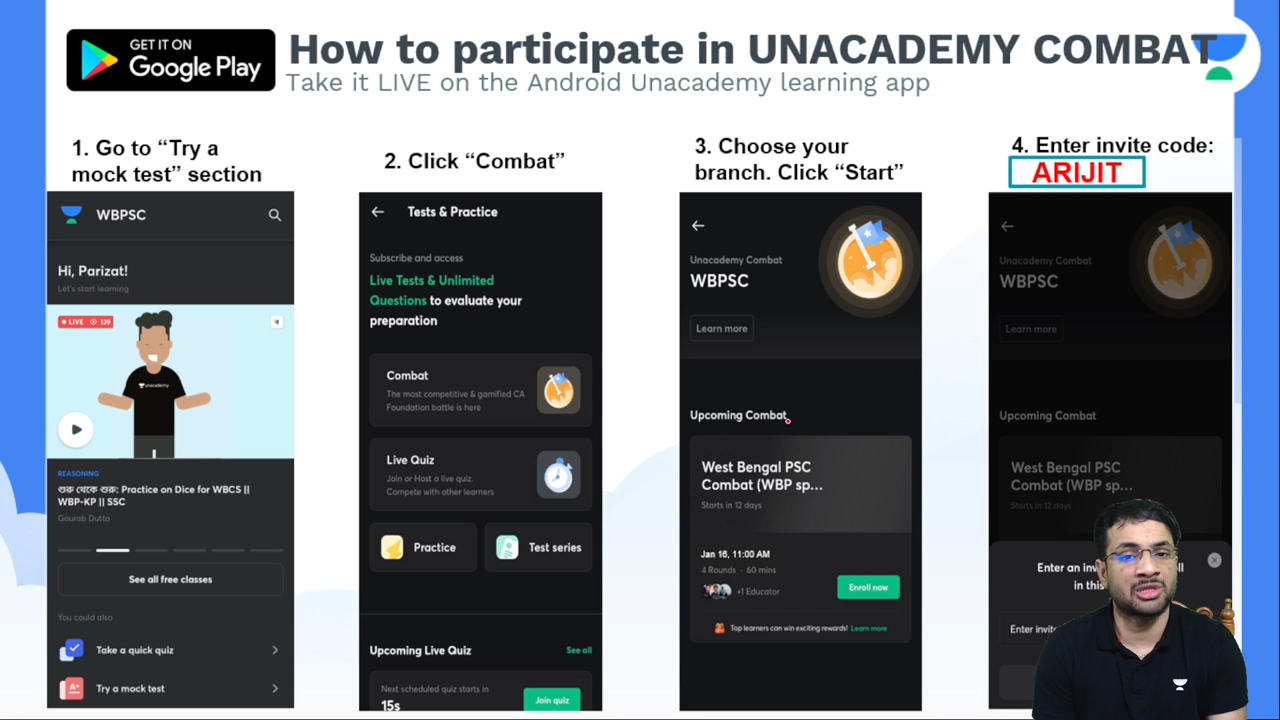 GET IT ON
Google Play
How to participate in UNACADEMY COMBAT
Take it LIVE on the Android Unacademy learning app
1. Go to “Try a
mock test” section
WBPSC
Hi, Parizat!
Let's start learning
LIVE 139
unacademy
REASONING
শুরু থেকে শুরু: Practice on Dice for WBCS ||
WBP-KP || SSC
Gourab Dutta
See all free classes
You could also
Take a quick quiz
A+
Try a mock test
2. Click “Combat”
Tests & Practice
Subscribe and access
Live Tests & Unlimited
Questions to evaluate your
preparation
Combat
The most competitive & gamified CA
Foundation battle is here
Live Quiz
Join or Host a live quiz.
Compete with other learners
Practice
Test series
Upcoming Live Quiz
See all
Next scheduled quiz starts in
15s
Join quiz
3. Choose your
branch. Click “Start”
Unacademy Combat
WBPSC
Learn more
Upcoming Combat
West Bengal PSC
Combat (WBP sp...
Starts in 12 days
Jan 16, 11:00 AM
4 Rounds · 60 mins
+1 Educator
Enroll now
Top learners can win exciting rewards! Learn more
4. Enter invite code:
ARIJIT
Unacademy Combat
WBPSC
Learn more
Upcoming Combat
West Bengal PSC
Combat (WBP sp...
Starts in 12 days
Enter an
in this
Enter